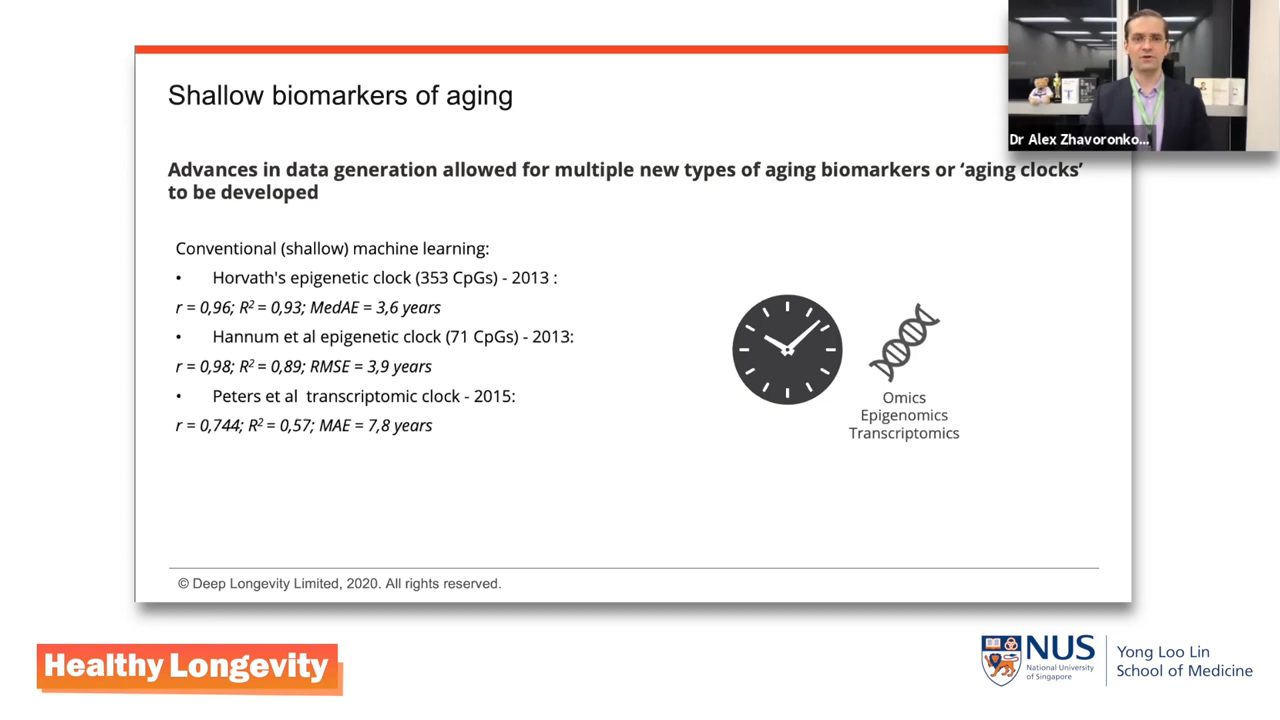 Shallow biomarkers of aging
Dr Alex Zhavoronko...
Advances in data generation allowed for multiple new types of aging biomarkers or ‘aging clocks’
to be developed
Conventional (shallow) machine learning:
• Horvath's epigenetic clock (353 CpGs) - 2013 :
r = 0,96; R² = 0,93; MedAE = 3,6 years
• Hannum et al epigenetic clock (71 CpGs) - 2013:
r = 0,98; R² = 0,89; RMSE = 3,9 years
• Peters et al  transcriptomic clock - 2015:
r = 0,744; R² = 0,57; MAE = 7,8 years
Omics
Epigenomics
Transcriptomics
© Deep Longevity Limited, 2020. All rights reserved.
Healthy Longevity
NUS
National University
of Singapore
Yong Loo Lin
School of Medicine